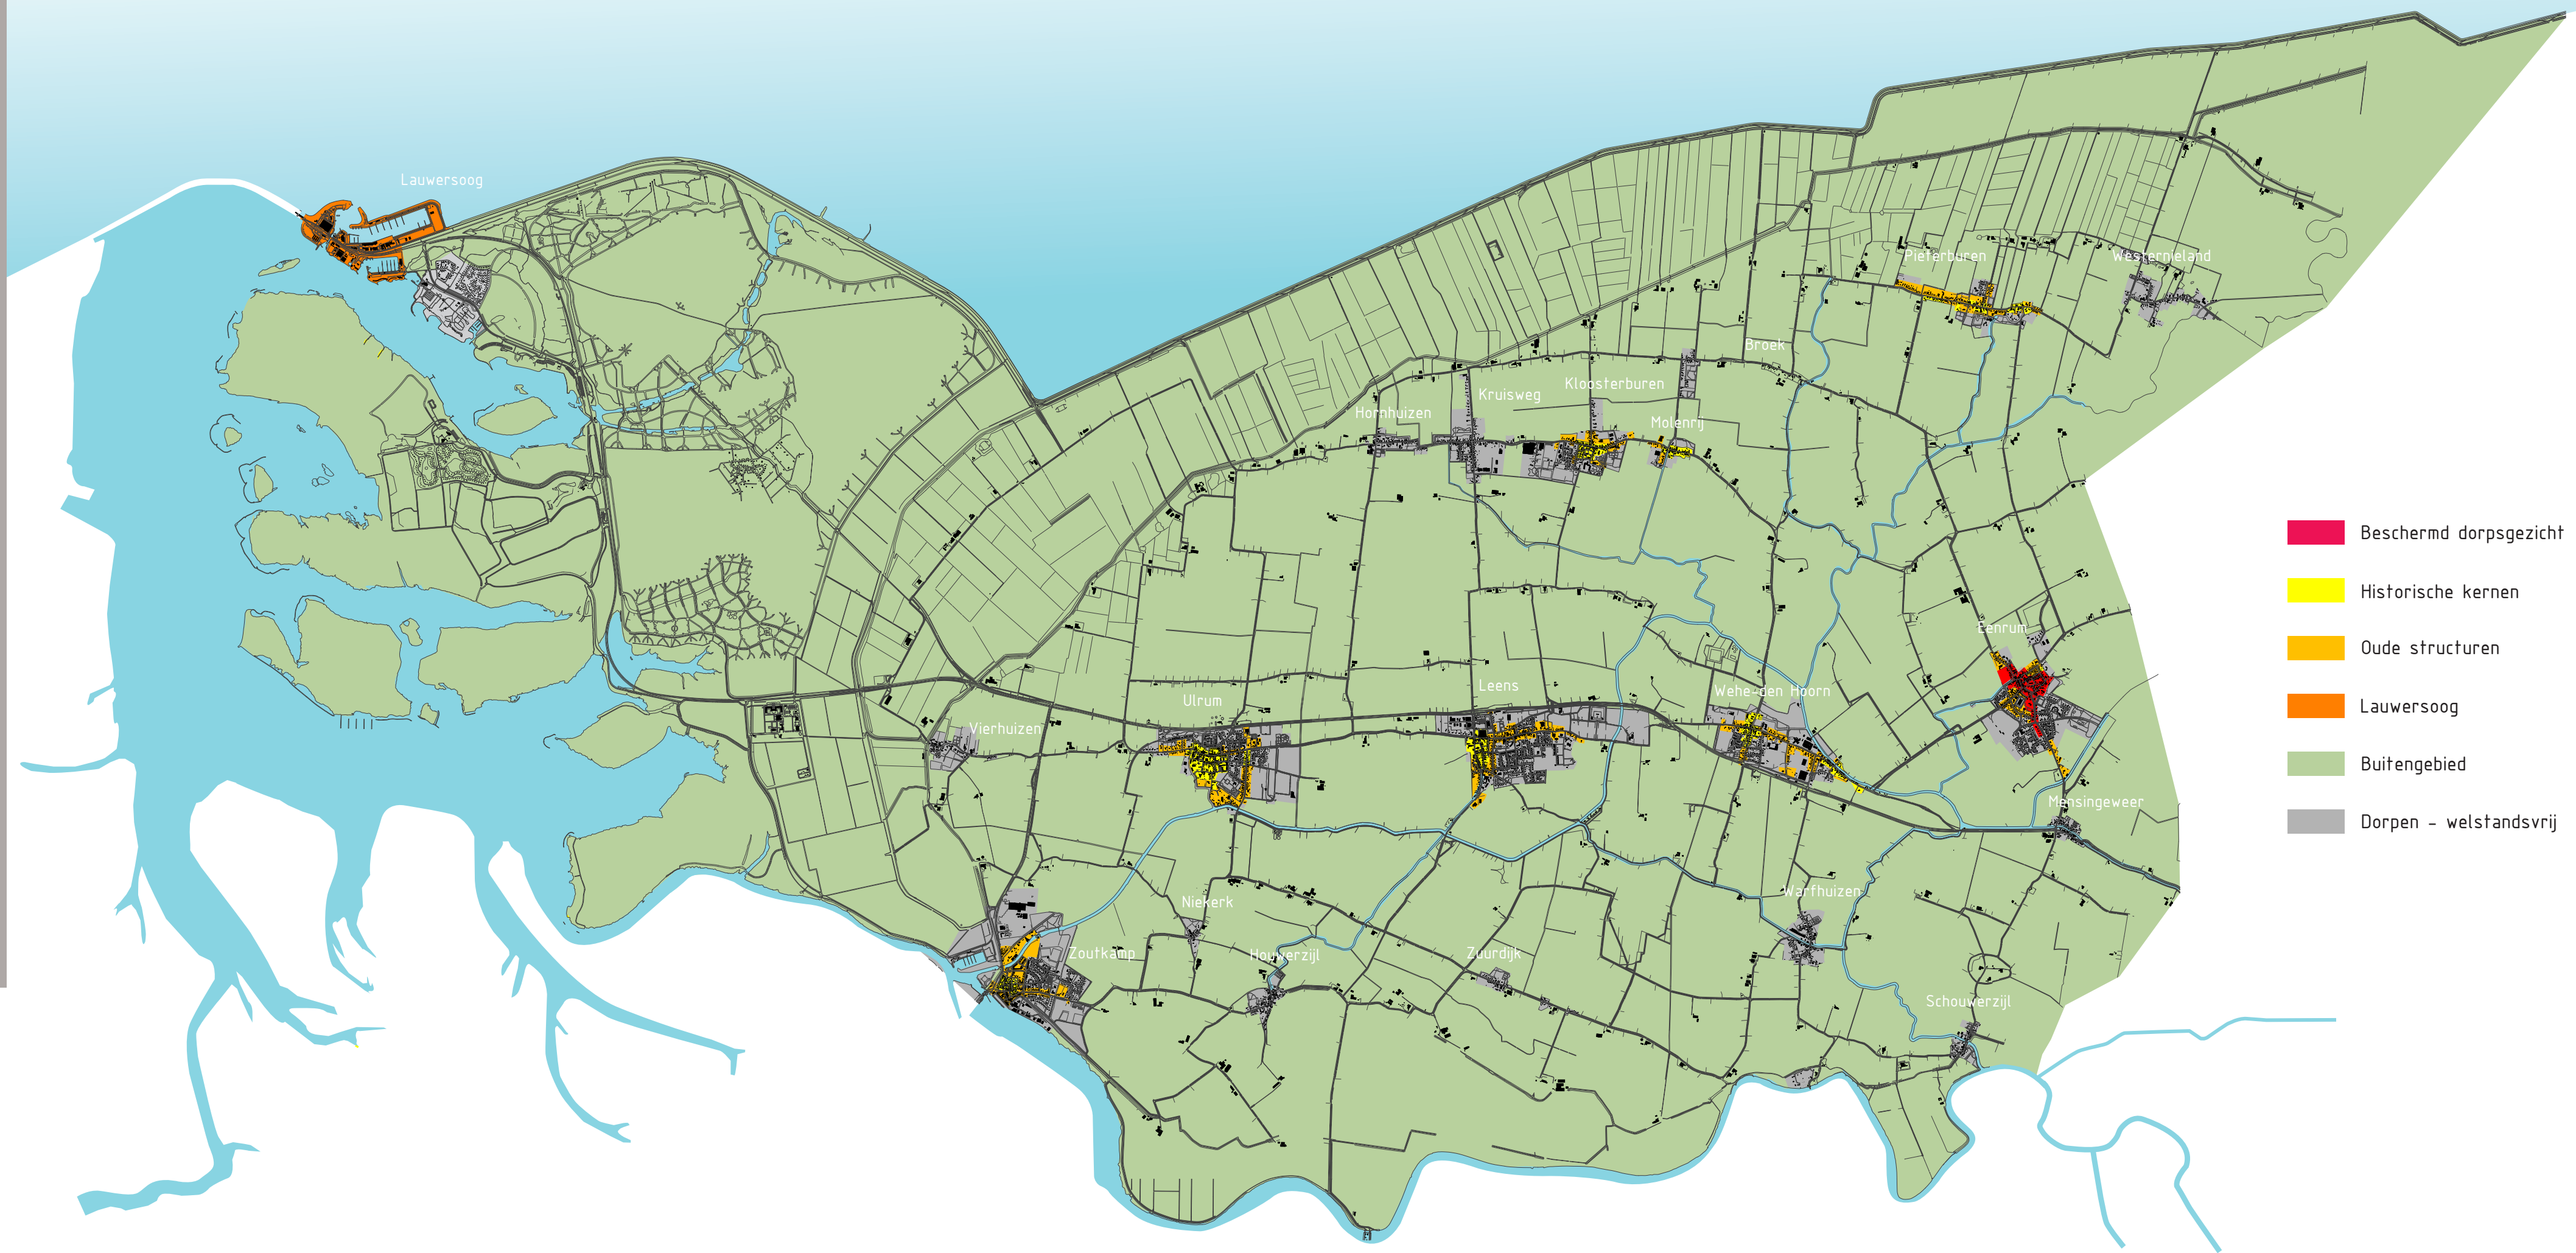 Lauwersoog
Pieterburen
Westernieland
Broek
Kloosterburen
Kruisweg
Hornhuizen
Molenrij
Beschermd dorpsgezicht
Historische kernen
Eenrum
Oude structuren
Leens
Wehe-den Hoorn
Ulrum
Lauwersoog
Vierhuizen
Buitengebied
Mensingeweer
Dorpen - welstandsvrij
Warfhuizen
Niekerk
Zoutkamp
Houwerzijl
Zuurdijk
Schouwerzijl